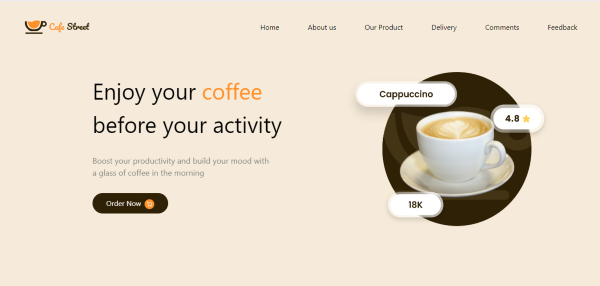 Cafe Street
Home About us Our Product Delivery Comments Feedback
Enjoy your coffee
before your activity
Boost your productivity and build your mood with
a glass of coffee in the morning
Order Now
Cappuccino
4.8
18K